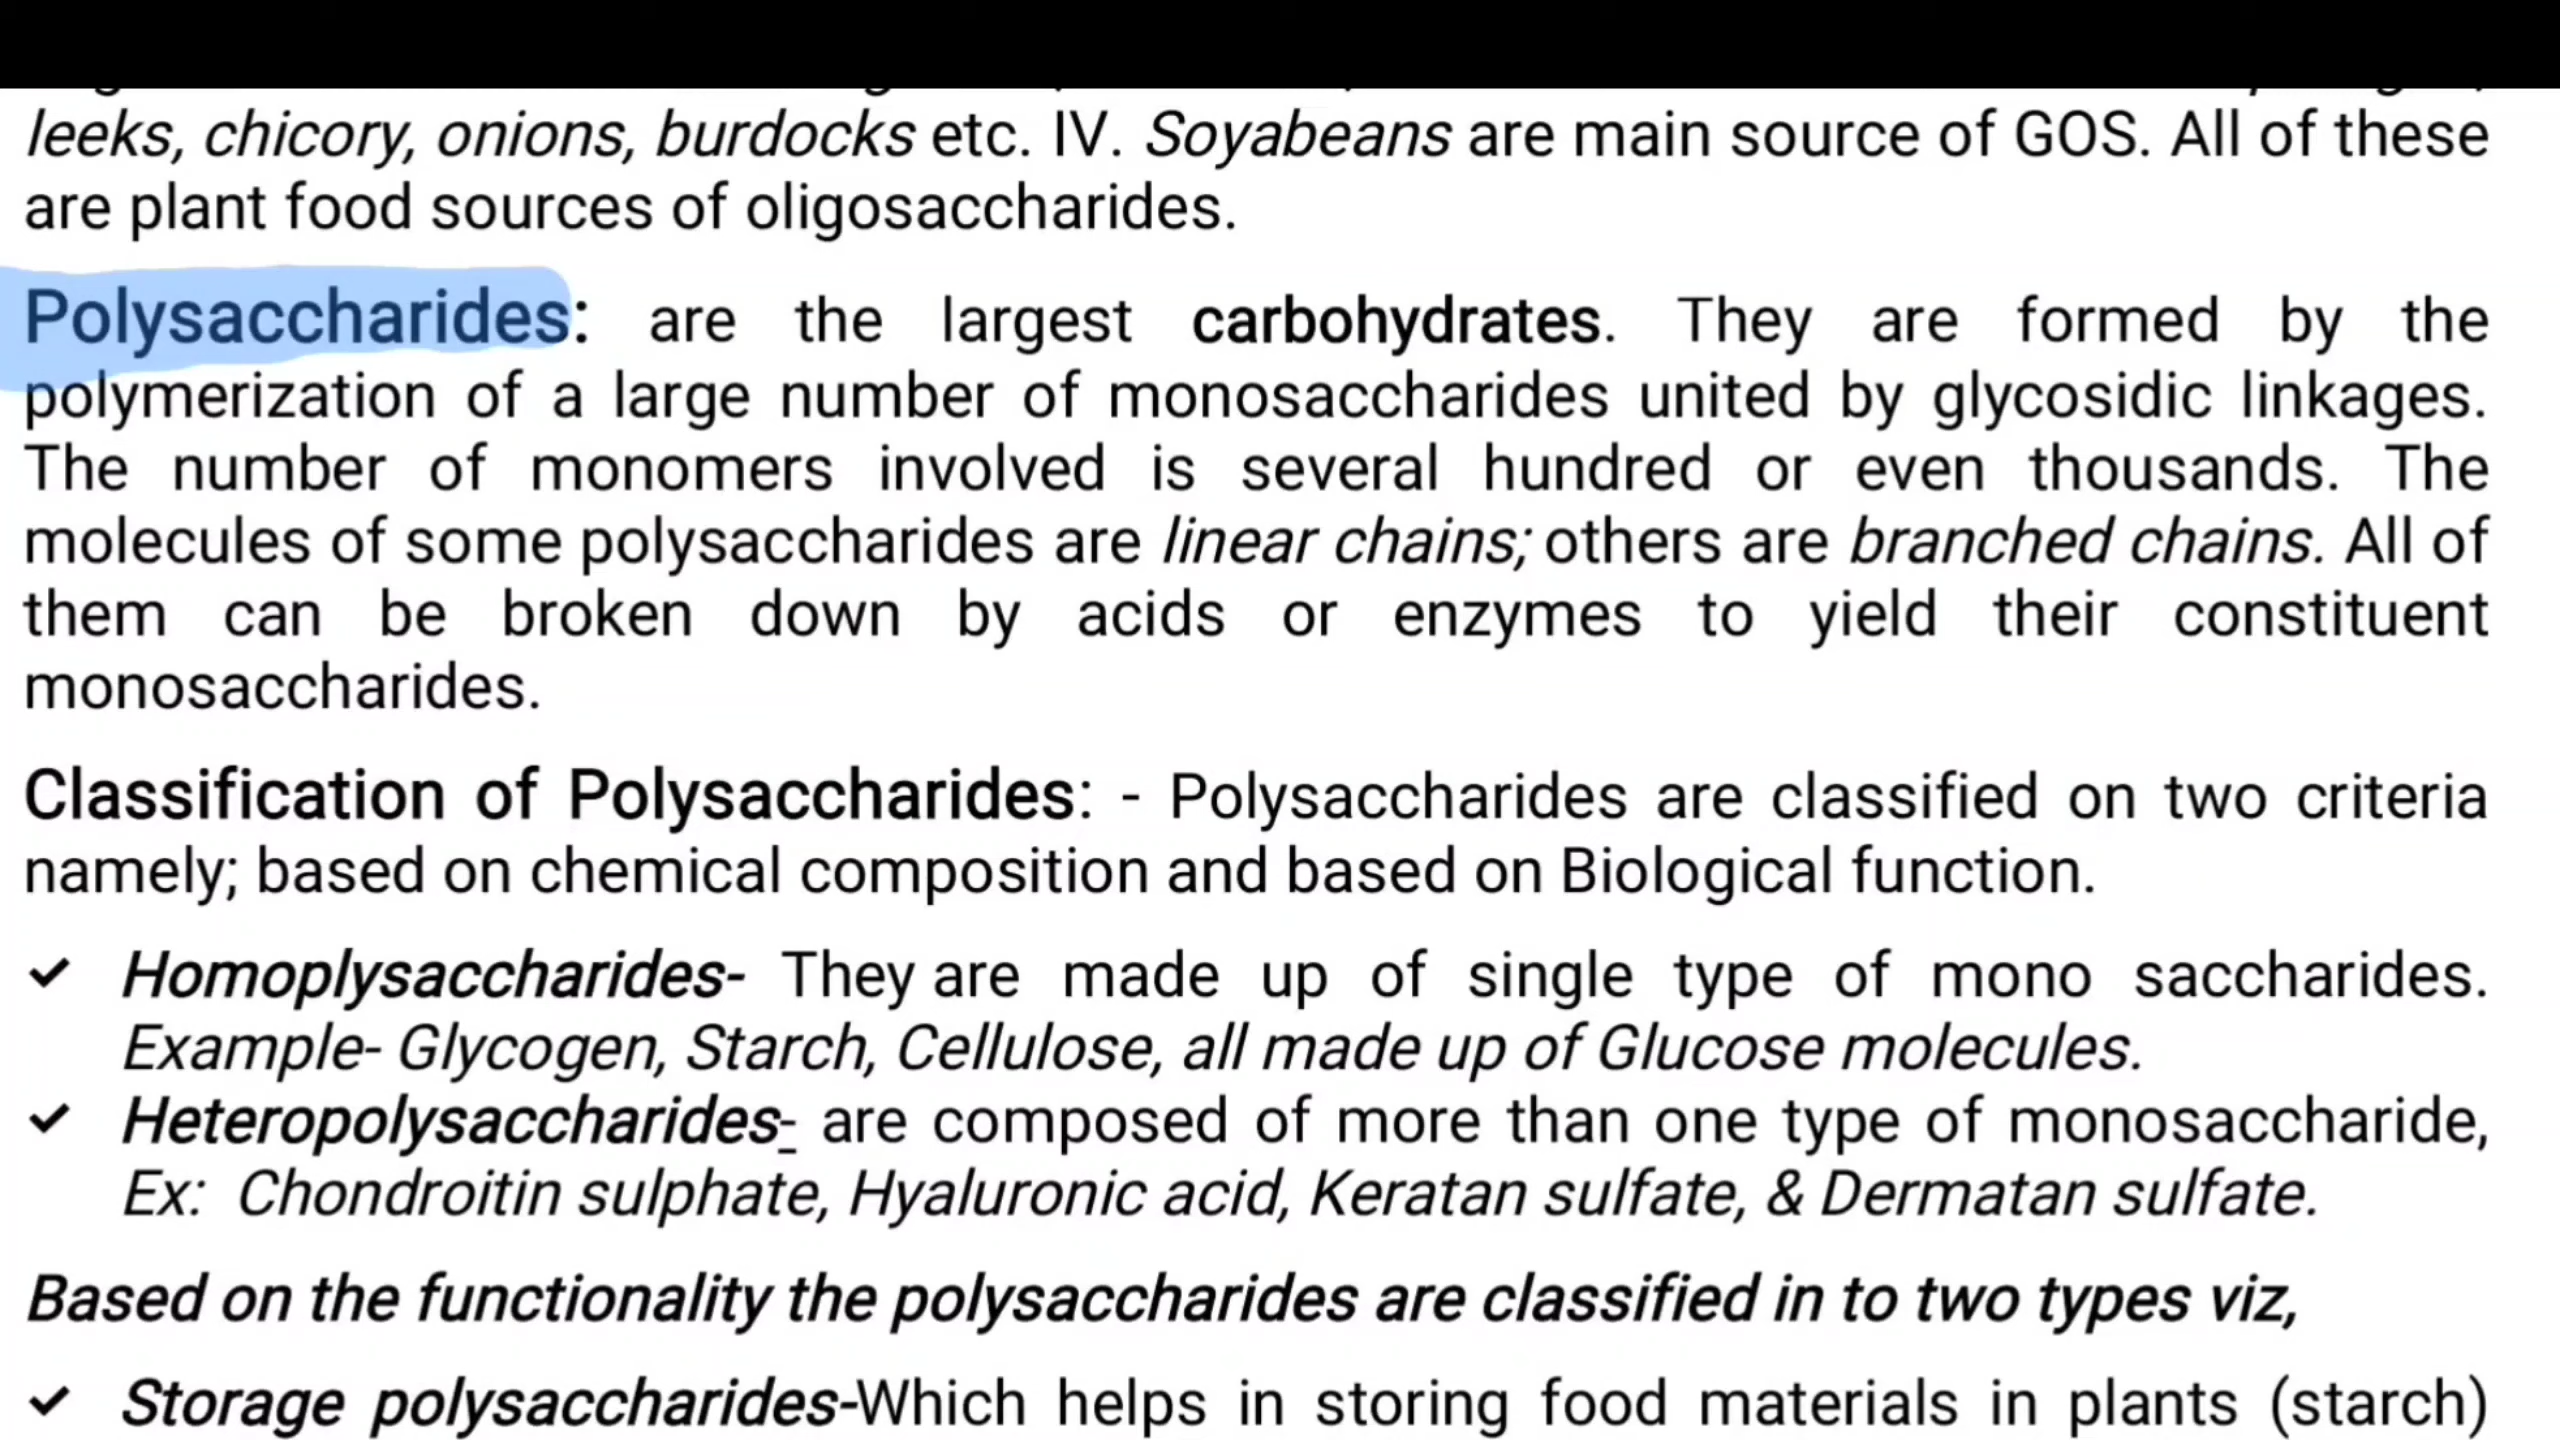 leeks, chicory, onions, burdocks etc. IV. Soyabeans are main source of GOS. All of these
are plant food sources of oligosaccharides.
Polysaccharides: are the largest carbohydrates. They are formed by the
polymerization of a large number of monosaccharides united by glycosidic linkages.
The number of monomers involved is several hundred or even thousands. The
molecules of some polysaccharides are linear chains; others are branched chains. All of
them can be broken down by acids or enzymes to yield their constituent
monosaccharides.
Classification of Polysaccharides: - Polysaccharides are classified on two criteria
namely; based on chemical composition and based on Biological function.
✓ Homoplysaccharides- They are made up of single type of mono saccharides.
Example- Glycogen, Starch, Cellulose, all made up of Glucose molecules.
✓ Heteropolysaccharides- are composed of more than one type of monosaccharide,
Ex: Chondroitin sulphate, Hyaluronic acid, Keratan sulfate, & Dermatan sulfate.
Based on the functionality the polysaccharides are classified in to two types viz,
✓ Storage polysaccharides-Which helps in storing food materials in plants (starch)